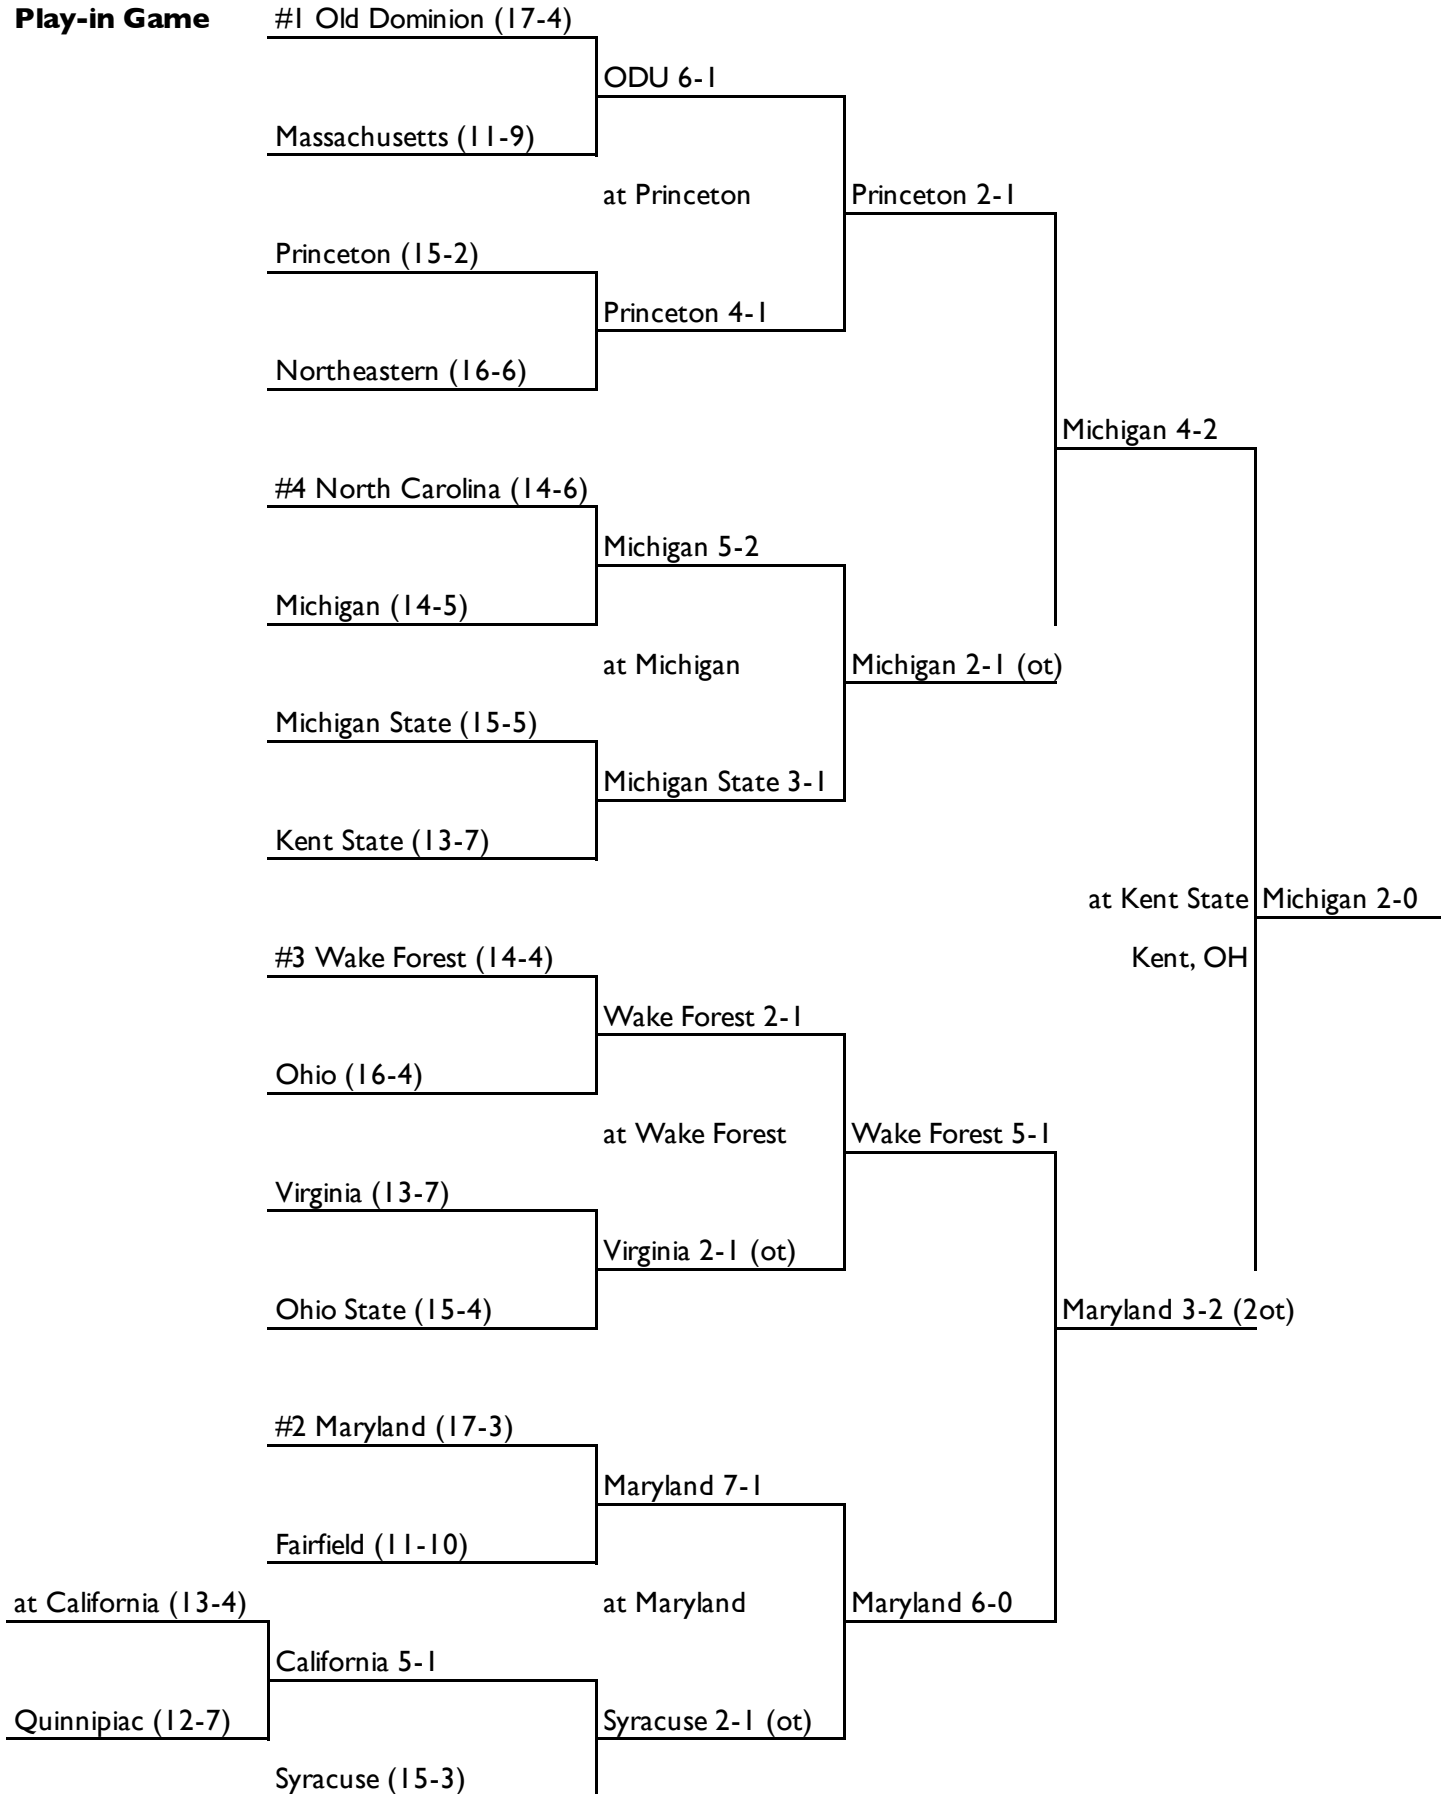 Play-in Game
#1 Old Dominion (17-4)
ODU 6-1
Massachusetts (11-9)
at Princeton
Princeton 2-1
Princeton (15-2)
Princeton 4-1
Northeastern (16-6)
Michigan 4-2
#4 North Carolina (14-6)
Michigan 5-2
Michigan (14-5)
at Michigan
Michigan 2-1 (ot)
Michigan State (15-5)
Michigan State 3-1
Kent State (13-7)
at Kent State
Michigan 2-0
#3 Wake Forest (14-4)
Kent, OH
Wake Forest 2-1
Ohio (16-4)
at Wake Forest
Wake Forest 5-1
Virginia (13-7)
Virginia 2-1 (ot)
Ohio State (15-4)
Maryland 3-2 (2ot)
#2 Maryland (17-3)
Maryland 7-1
Fairfield (11-10)
at California (13-4)
at Maryland
Maryland 6-0
California 5-1
Quinnipiac (12-7)
Syracuse 2-1 (ot)
Syracuse (15-3)